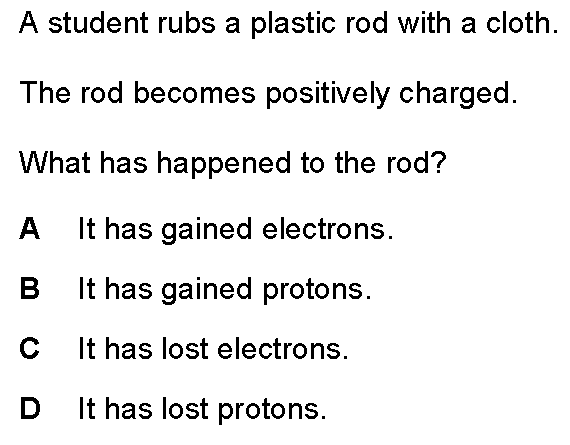 A student rubs a plastic rod with a cloth.
The rod becomes positively charged.
What has happened to the rod?
A It has gained electrons.
B It has gained protons.
C It has lost electrons.
D It has lost protons.